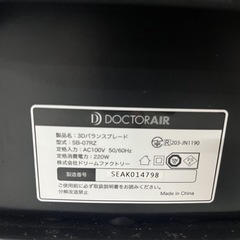 DOCTORAIR
製品名：3Dバランスブレード
型式：SB-07RZ
定格入力：AC100V 50/60Hz
定格消費電力：220W
株式会社ドリームファクトリー
Made in China
203-JN1190
製造番号 SEAK014798
ご使用前に必ず取扱説明書をお読みください。
分解改造禁止